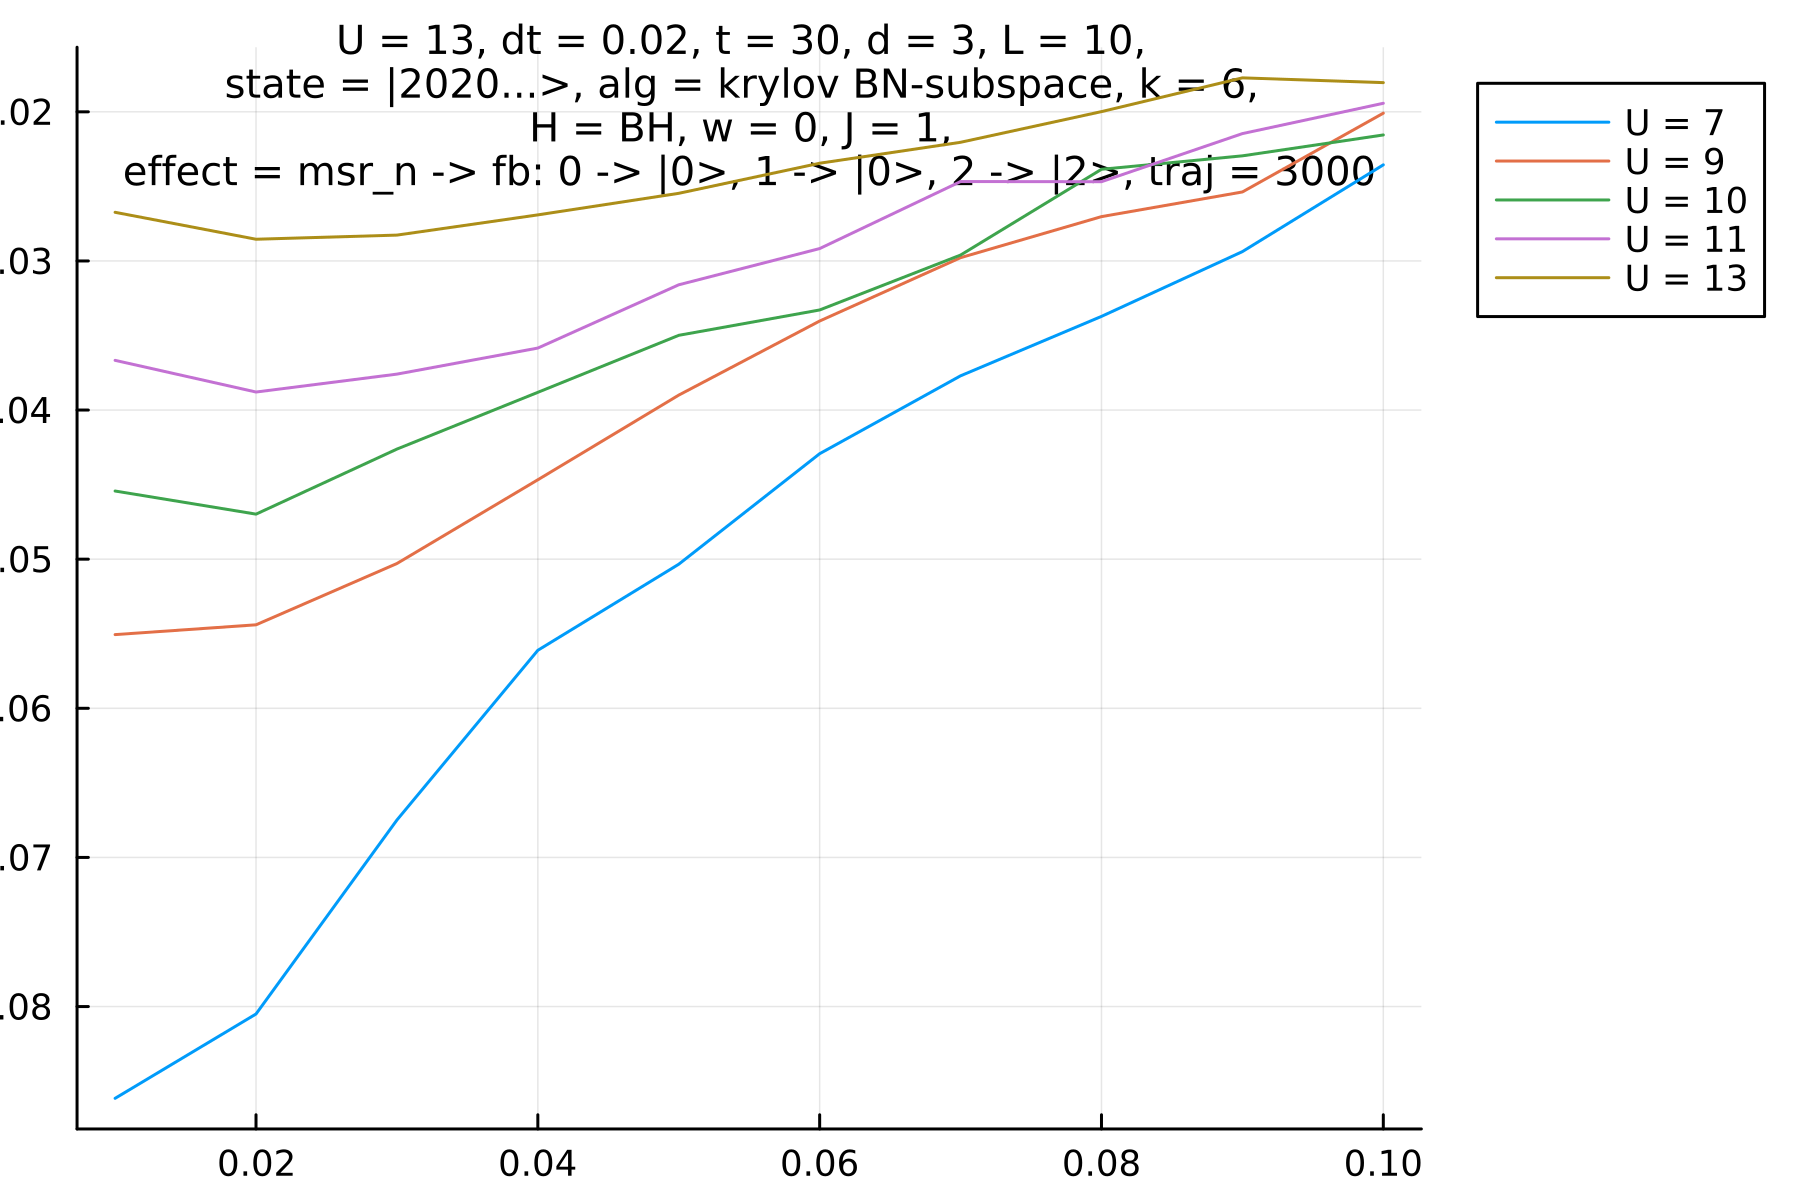 U = 13, dt = 0.02, t = 30, d = 3, L = 10,
state = |2020...>, alg = krylov BN-subspace, k = 6,
H = BH, w = 0, J = 1,
effect = msr_n -> fb: 0 -> |0>, 1 -> |0>, 2 -> |2>, traj = 3000
.02
.03
.04
.05
.06
.07
.08
0.02 0.04 0.06 0.08 0.10
U = 7
U = 9
U = 10
U = 11
U = 13